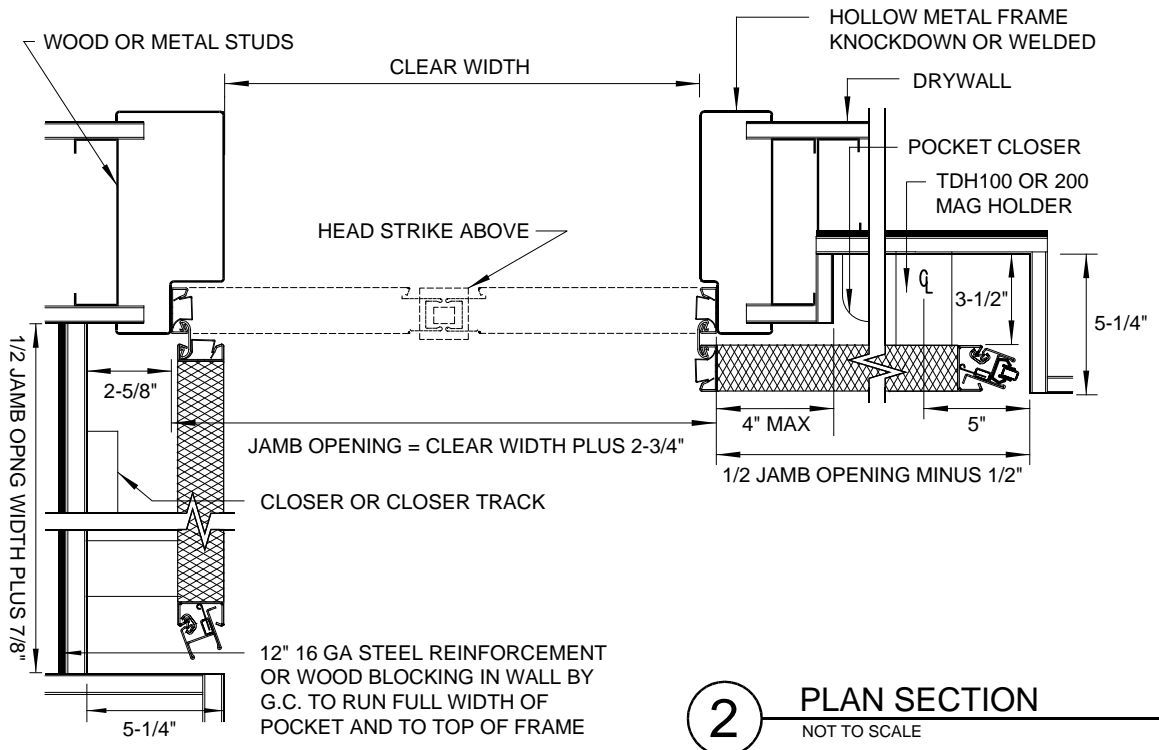 HOLLOW METAL FRAME
KNOCKDOWN OR WELDED
WOOD OR METAL STUDS
CLEAR WIDTH
DRYWALL
POCKET CLOSER
TDH100 OR 200
MAG HOLDER
HEAD STRIKE ABOVE
CL
3-1/2"
5-1/4"
2-5/8"
4" MAX
5"
JAMB OPENING = CLEAR WIDTH PLUS 2-3/4"
1/2 JAMB OPENING MINUS 1/2"
1/2 JAMB OPNG WIDTH PLUS 7/8"
CLOSER OR CLOSER TRACK
12" 16 GA STEEL REINFORCEMENT
OR WOOD BLOCKING IN WALL BY
G.C. TO RUN FULL WIDTH OF
POCKET AND TO TOP OF FRAME
5-1/4"
2
PLAN SECTION
NOT TO SCALE